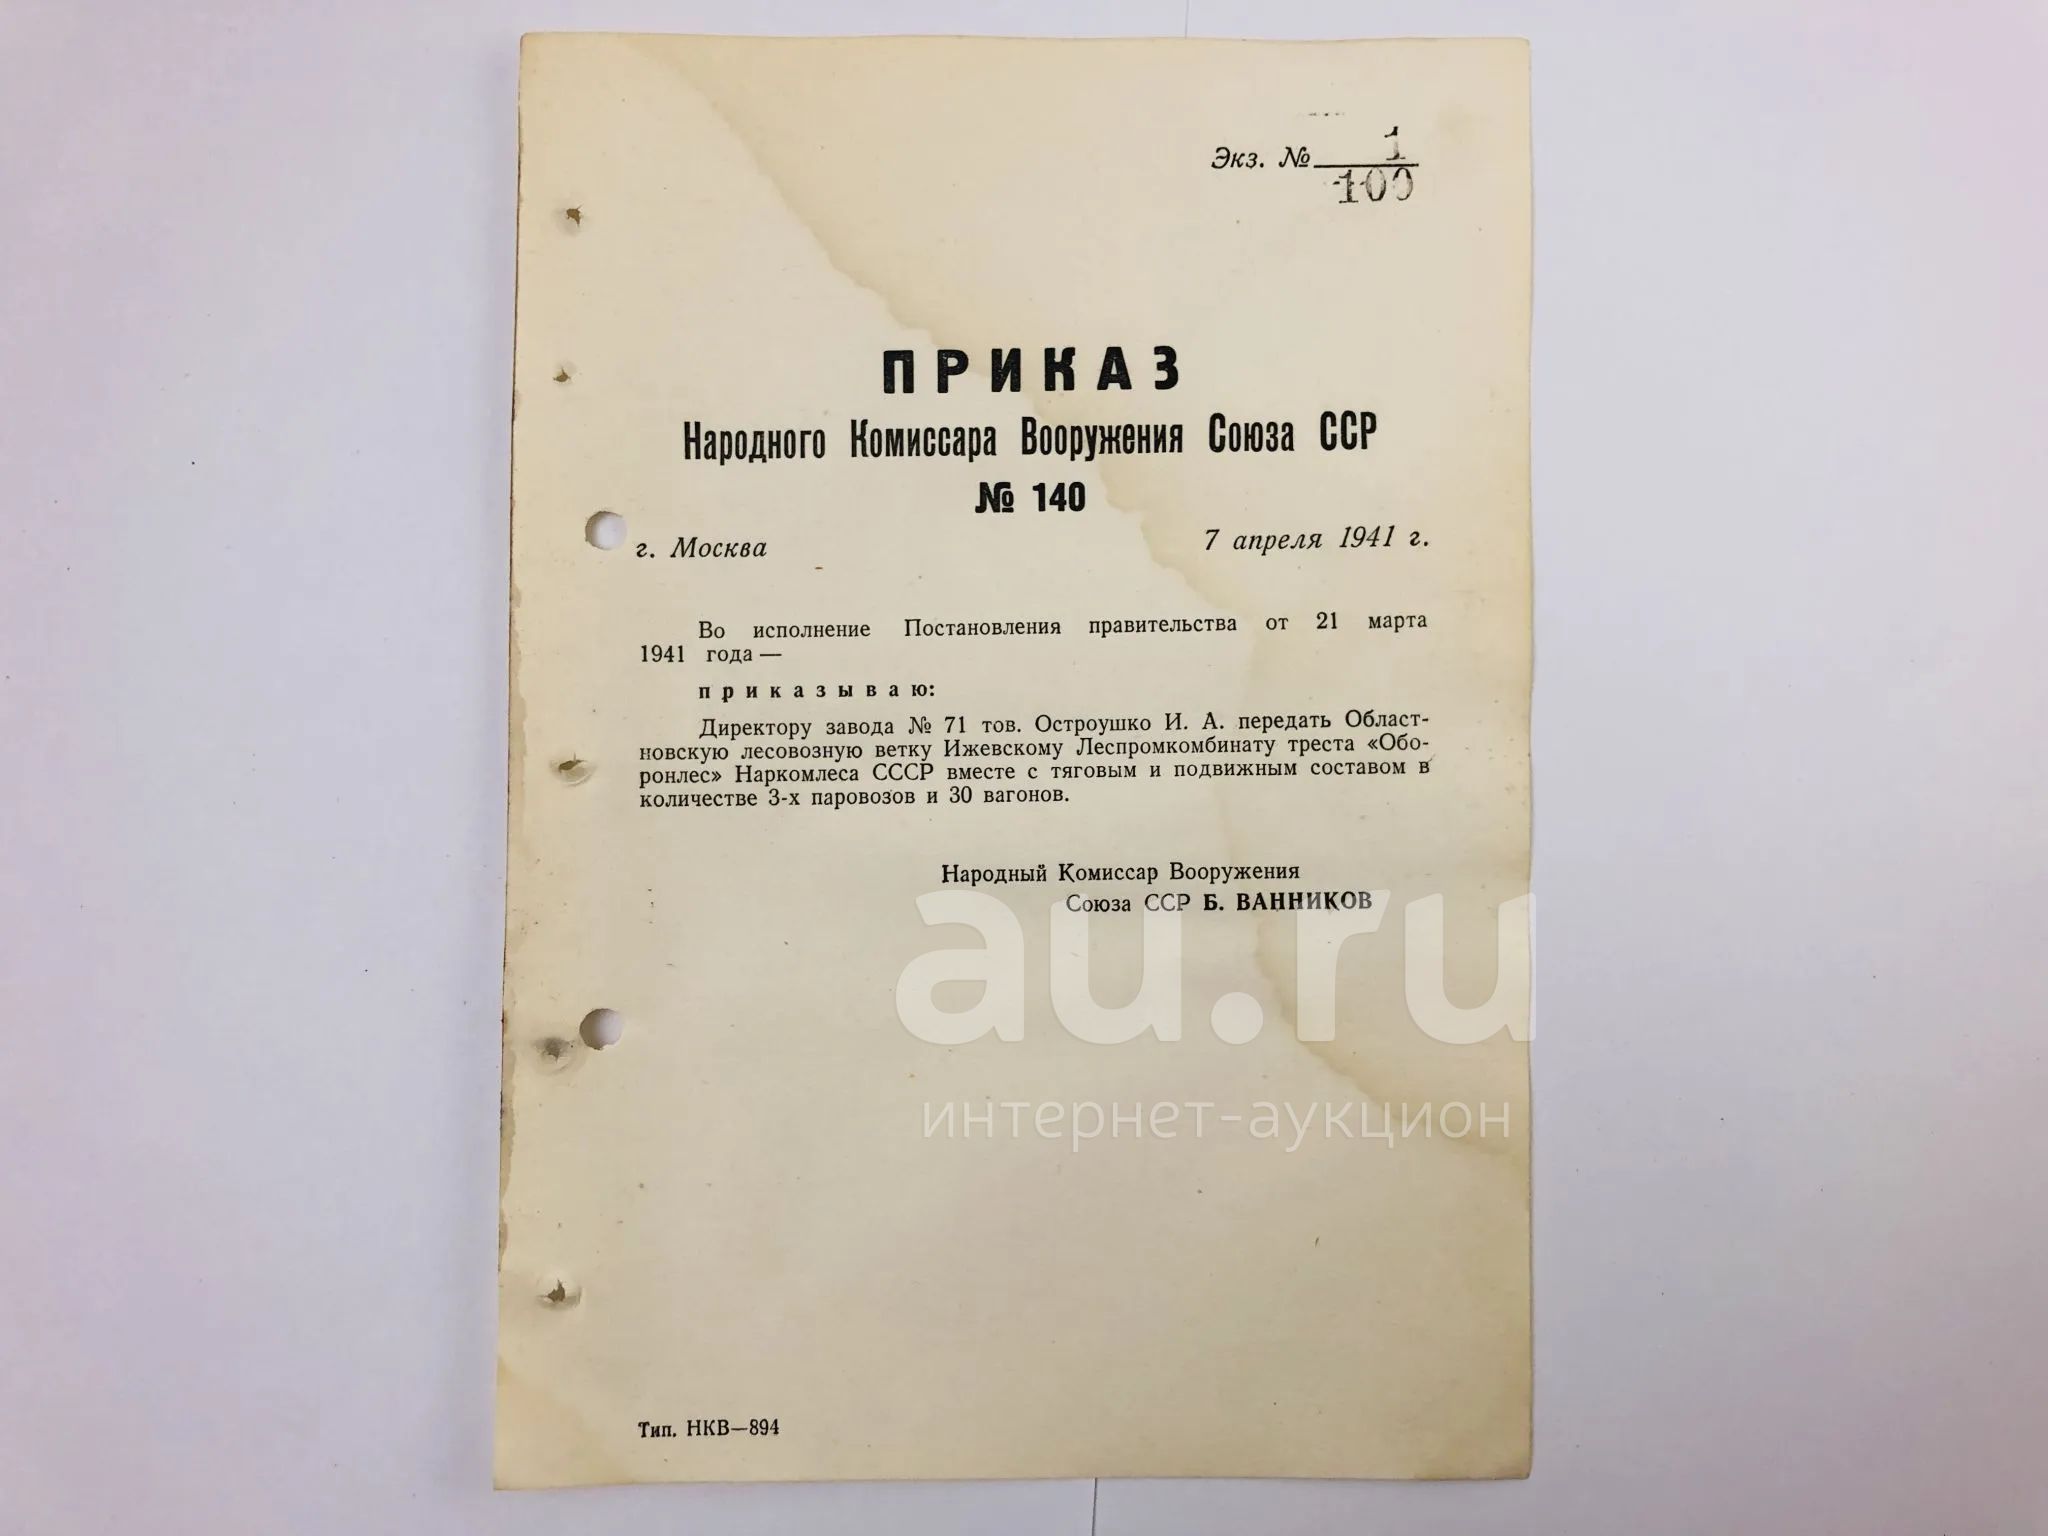 Экз. № 1
100
ПРИКАЗ
Народного Комиссара Вооружения Союза ССР
№ 140
г. Москва 7 апреля 1941 г.
Во исполнение Постановления правительства от 21 марта
1941 года —
приказываю:
Директору завода № 71 тов. Остроушко И. А. передать Област-
новскую лесовозную ветку Ижевскому Леспромкомбинату треста «Обо-
ронлес» Наркомлеса СССР вместе с тяговым и подвижным составом в
количестве 3-х паровозов и 30 вагонов.
Народный Комиссар Вооружения
Союза ССР Б. ВАННИКОВ
au.ru
интернет-аукцион
Тип. НКВ—894